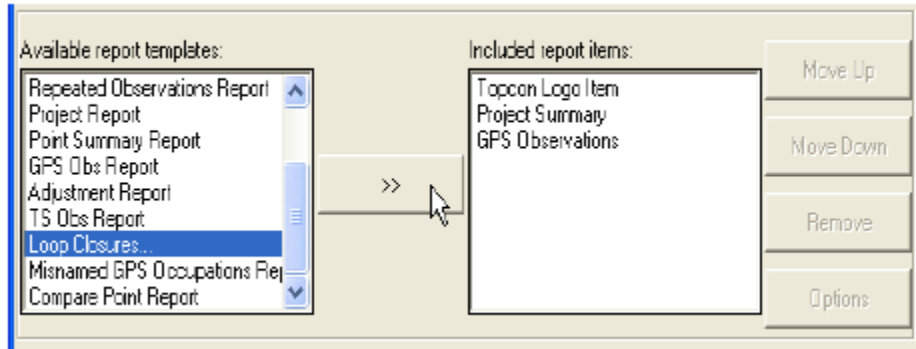 Available report templates:
Repeated Observations Report
Project Report
Point Summary Report
GPS Obs Report
Adjustment Report
TS Obs Report
Loop Closures...
Misnamed GPS Occupations Rep
Compare Point Report
>>
Included report items:
Topcon Logo Item
Project Summary
GPS Observations
Move Up
Move Down
Remove
Options